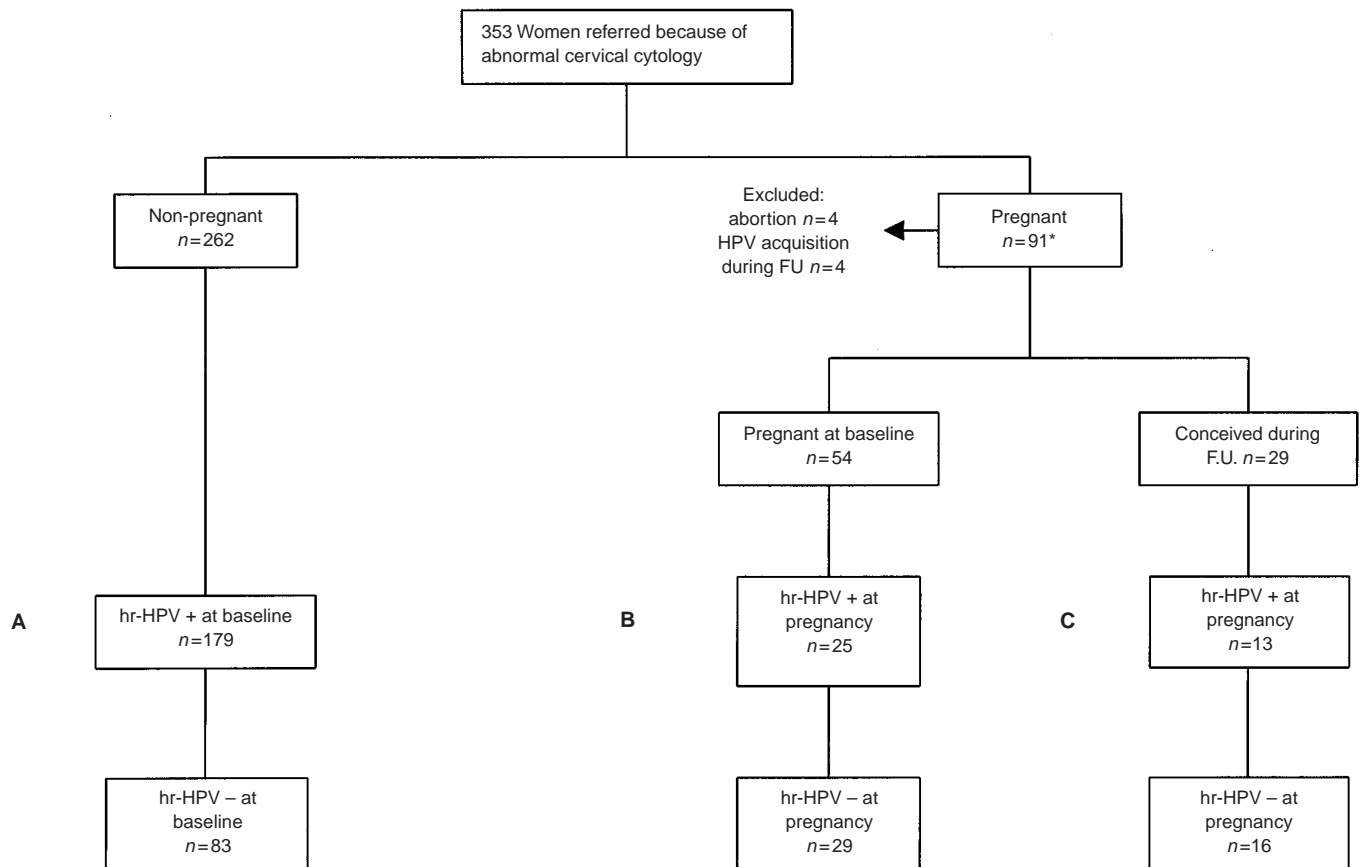 353 Women referred because of
abnormal cervical cytology
Non-pregnant
n=262
Excluded:
abortion n=4
HPV acquisition
during FU n=4
Pregnant
n=91*
Pregnant at baseline
n=54
Conceived during
F.U. n=29
A
hr-HPV + at baseline
n=179
B
hr-HPV + at
pregnancy
n=25
C
hr-HPV + at
pregnancy
n=13
hr-HPV – at
baseline
n=83
hr-HPV – at
pregnancy
n=29
hr-HPV – at
pregnancy
n=16